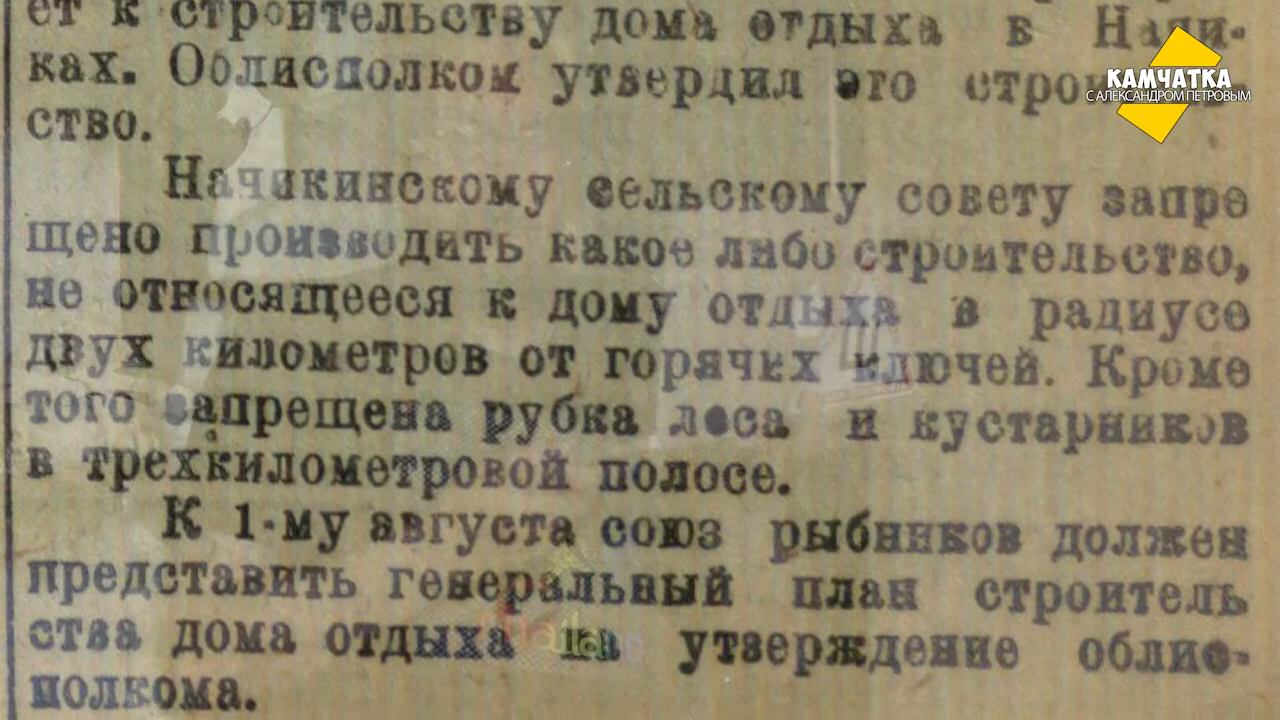 ет к строительству дома отдыха в Начи-
ках. Облисполком утвердил это строитель-
ство.
Начикинскому сельскому совету запре
щено производить какое либо строительство,
не относящееся к дому отдыха в радиусе
двух километров от горячих ключей. Кроме
того запрещена рубка леса и кустарников
в трехкилометровой полосе.
К 1-му августа союз рыбников должен
представить генеральный план строитель
ства дома отдыха на утверждение облис-
полкома.
КАМЧАТКА
С АЛЕКСАНДРОМ ПЕТРОВЫМ